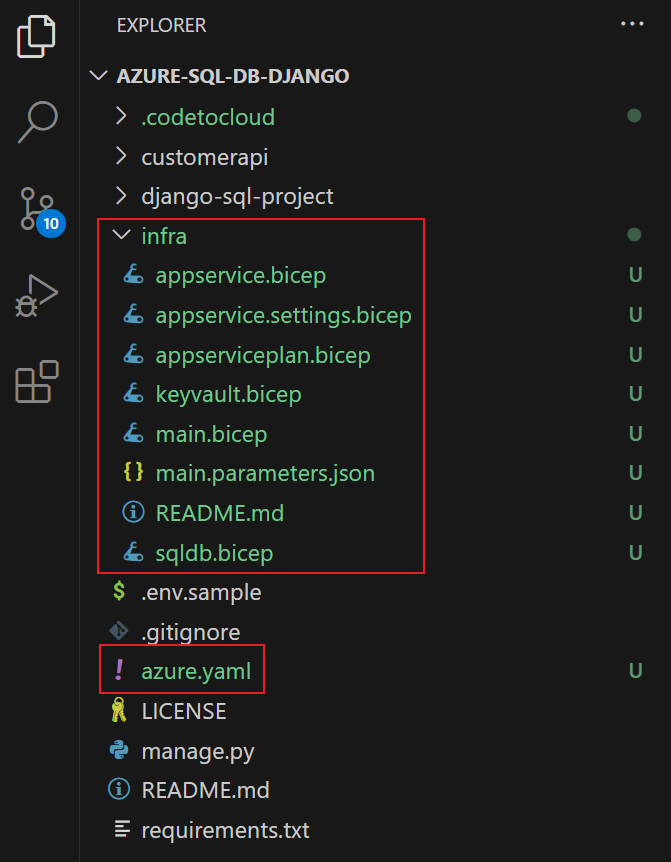 EXPLORER ...
AZURE-SQL-DB-DJANGO
.codetocloud
customerapi
django-sql-project
10
infra
appservice.bicep U
appservice.settings.bicep U
appserviceplan.bicep U
keyvault.bicep U
main.bicep U
{} main.parameters.json U
README.md U
sqldb.bicep U
$ .env.sample
.gitignore
! azure.yaml U
LICENSE
manage.py
README.md
requirements.txt